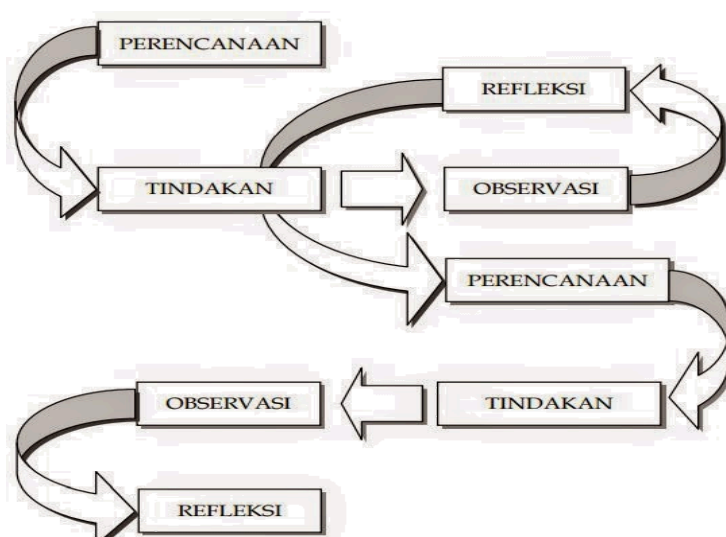 PERENCANAAN
REFLEKSI
TINDAKAN
OBSERVASI
PERENCANAAN
OBSERVASI
TINDAKAN
REFLEKSI